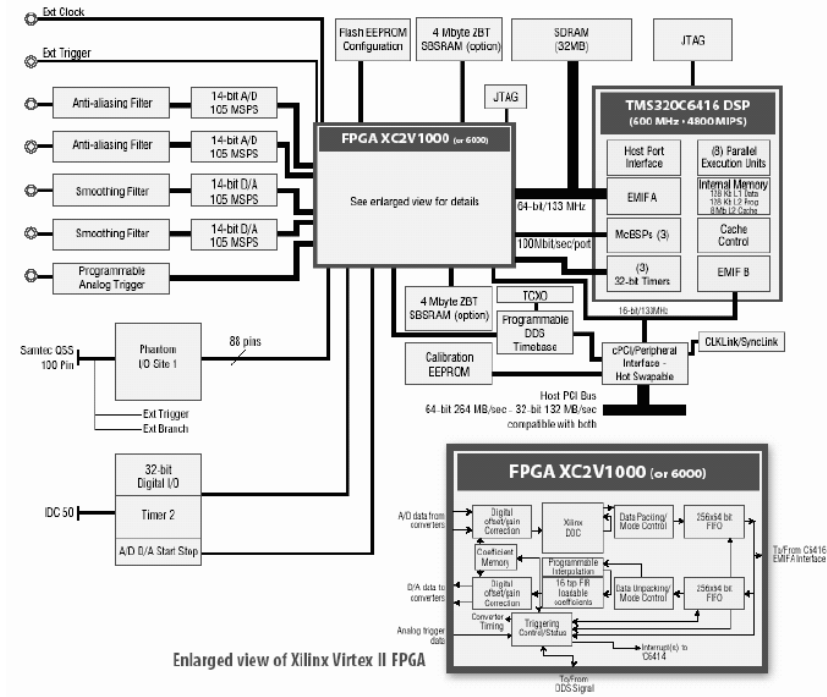 Ext Clock
Ext Trigger
Flash EEPROM
Configuration
4 Mbyte ZBT
SBSRAM (option)
SDRAM
(32MB)
JTAG
JTAG
Anti-aliasing Filter
14-bit A/D
105 MSPS
Anti-aliasing Filter
14-bit A/D
105 MSPS
Smoothing Filter
14-bit D/A
105 MSPS
Smoothing Filter
14-bit D/A
105 MSPS
Programmable
Analog Trigger
FPGA XC2V1000 (or 6000)
See enlarged view for details
TMS320C6416 DSP
(600 MHz • 4800 MIPS)
Host Port
Interface
(8) Parallel
Execution Units
EMIF A
Internal Memory
128 Kb L1 Data
128 Kb L2 Prog
8Mb L2 Cache
McBSPs (3)
Cache
Control
(3)
32-bit Timers
EMIF B
64-bit/133 MHz
100Mbit/sec/port
16-bit/133MHz
4 Mbyte ZBT
SBSRAM (option)
TCXO
Programmable
DDS
Timebase
Calibration
EEPROM
cPCI/Peripheral
Interface -
Hot Swapable
CLKLink/SyncLink
Host PCI Bus
64-bit 264 MB/sec - 32-bit 132 MB/sec
compatible with both
Samtec QSS
100 Pin
Phantom
I/O Site 1
88 pins
Ext Trigger
Ext Branch
IDC 50
32-bit
Digital I/O
Timer 2
A/D D/A Start Stop
FPGA XC2V1000 (or 6000)
A/D data from
converters
Digital
offset/gain
Correction
Xilinx
DDC
Data Packing/
Mode Control
256x64 bit
FIFO
To/From C6416
EMIFA Interface
Coefficient
Memory
Programmable
Interpolation
D/A data to
converters
Digital
offset/gain
Correction
16 tap FIR
loadable
coefficients
Data Unpacking/
Mode Control
256x64 bit
FIFO
Converter
Timing
Analog trigger
data
Triggering
Control/Status
Interrupt(s) to
'C6414
To/From
DDS Signal
Enlarged view of Xilinx Virtex II FPGA